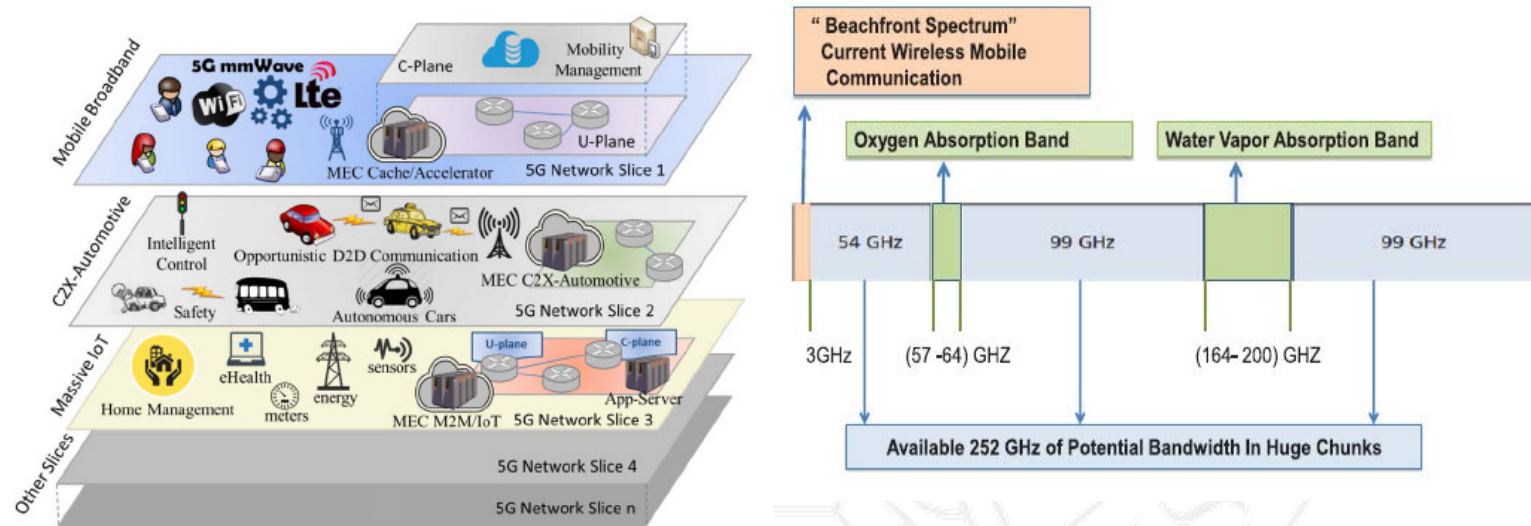 Mobile Broadband
5G mmWave
WiFi
Lte
C-Plane
Mobility
Management
U-Plane
MEC Cache/Accelerator
5G Network Slice 1
C2X-Automotive
Intelligent
Control
Opportunistic D2D Communication
MEC C2X-Automotive
Safety
Autonomous Cars
5G Network Slice 2
Massive IoT
Home Management
eHealth
meters
energy
sensors
U-plane
C-plane
App-Server
MEC M2M/IoT
5G Network Slice 3
Other Slices
5G Network Slice 4
5G Network Slice n
“ Beachfront Spectrum”
Current Wireless Mobile
Communication
Oxygen Absorption Band
Water Vapor Absorption Band
54 GHz
99 GHz
99 GHz
3GHz
(57 -64) GHZ
(164- 200) GHZ
Available 252 GHz of Potential Bandwidth In Huge Chunks